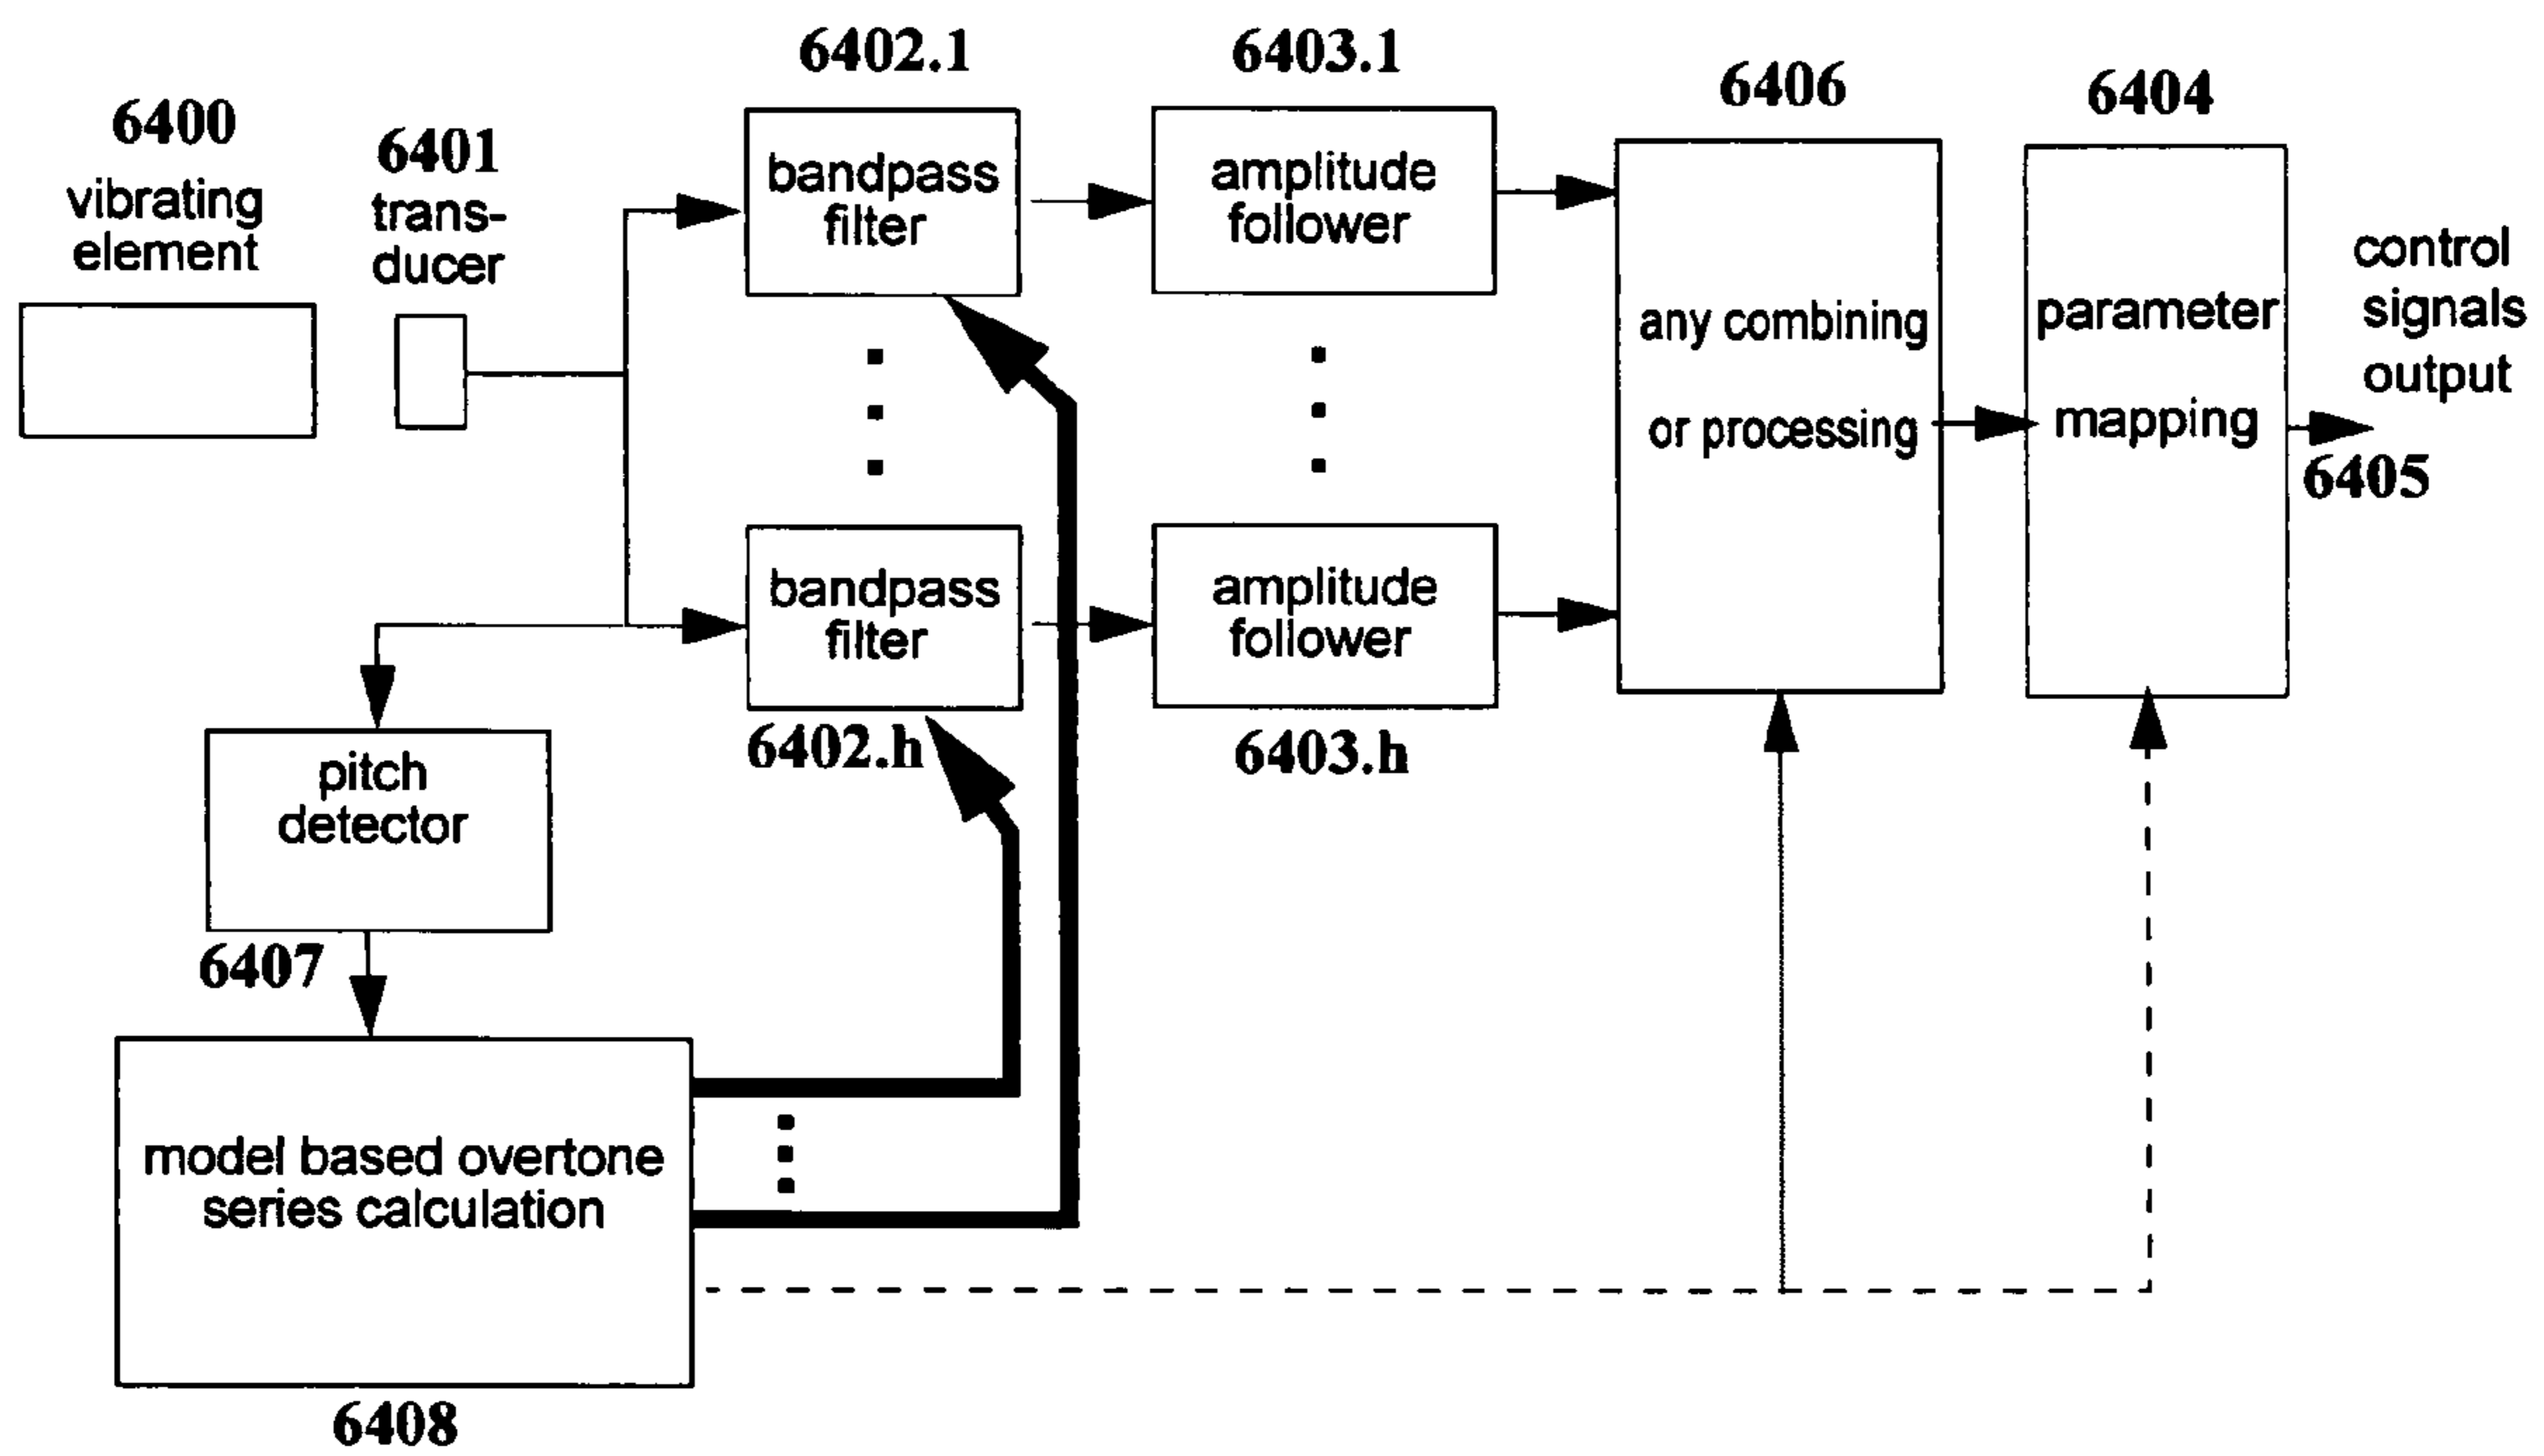 6400
vibrating
element
6401
trans-
ducer
6402.1
bandpass
filter
6403.1
amplitude
follower
6406
any combining
or processing
6404
parameter
mapping
control
signals
output
6405
bandpass
filter
6402.h
amplitude
follower
6403.h
pitch
detector
6407
model based overtone
series calculation
6408